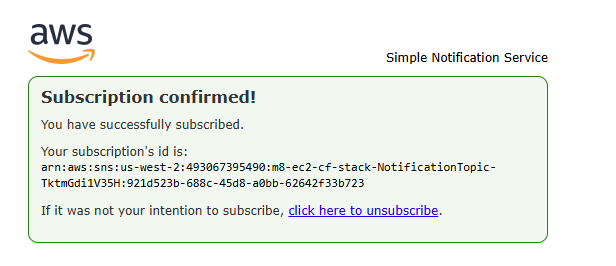 aws
Simple Notification Service
Subscription confirmed!
You have successfully subscribed.
Your subscription's id is:
arn:aws:sns:us-west-2:493067395490:m8-ec2-cf-stack-NotificationTopic-
TktmGdi1V35H:921d523b-688c-45d8-a0bb-62642f33b723
If it was not your intention to subscribe, click here to unsubscribe.